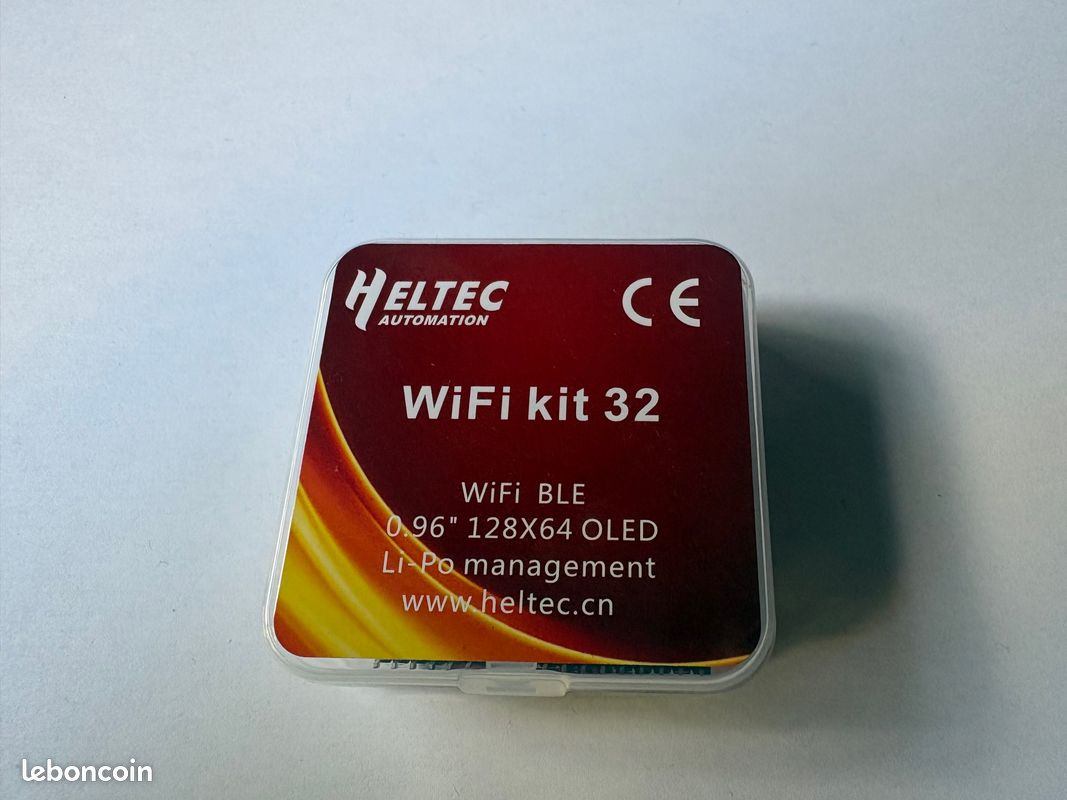 HELTEC
AUTOMATION
CE
WiFi kit 32
WiFi BLE
0.96" 128X64 OLED
Li-Po management
www.heltec.cn
leboncoin